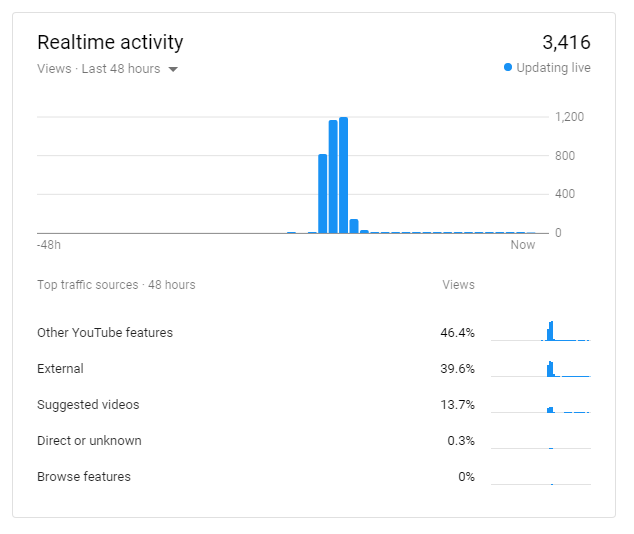 Realtime activity 3,416
Views · Last 48 hours Updating live
1,200
800
400
0
-48h Now
Top traffic sources · 48 hours Views
Other YouTube features 46.4%
External 39.6%
Suggested videos 13.7%
Direct or unknown 0.3%
Browse features 0%